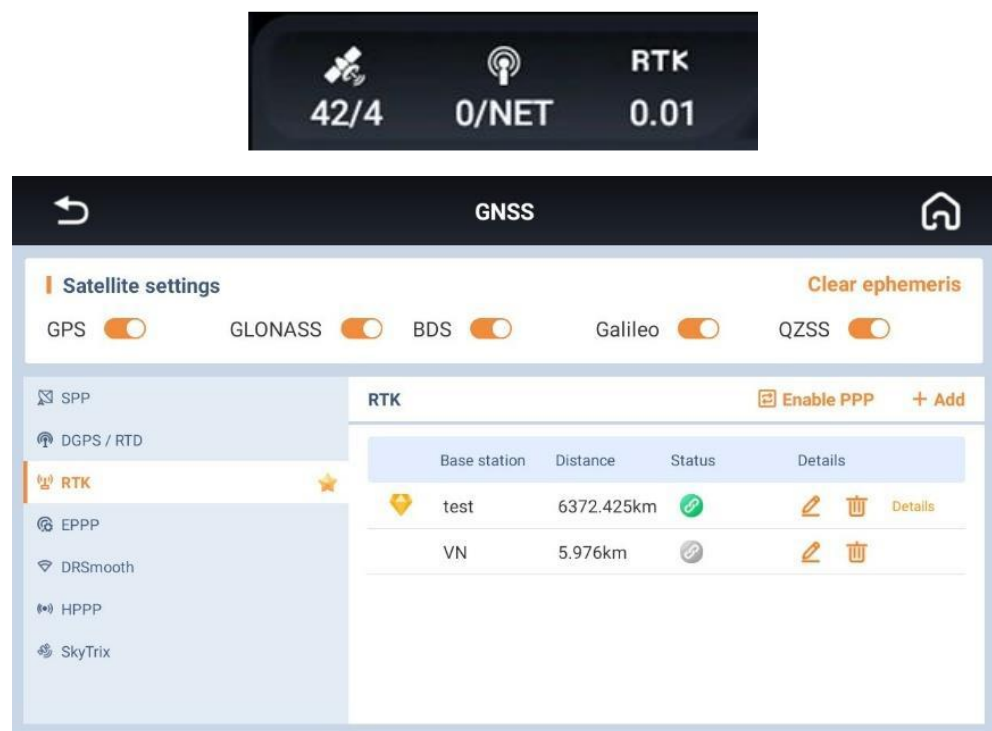 RTK
42/4 0/NET 0.01
GNSS
Satellite settings Clear ephemeris
GPS GLONASS BDS Galileo QZSS
SPP
DGPS / RTD
RTK
EPPP
DRSmooth
HPPP
SkyTrix
RTK Enable PPP + Add
Base station Distance Status Details
test 6372.425km Details
VN 5.976km